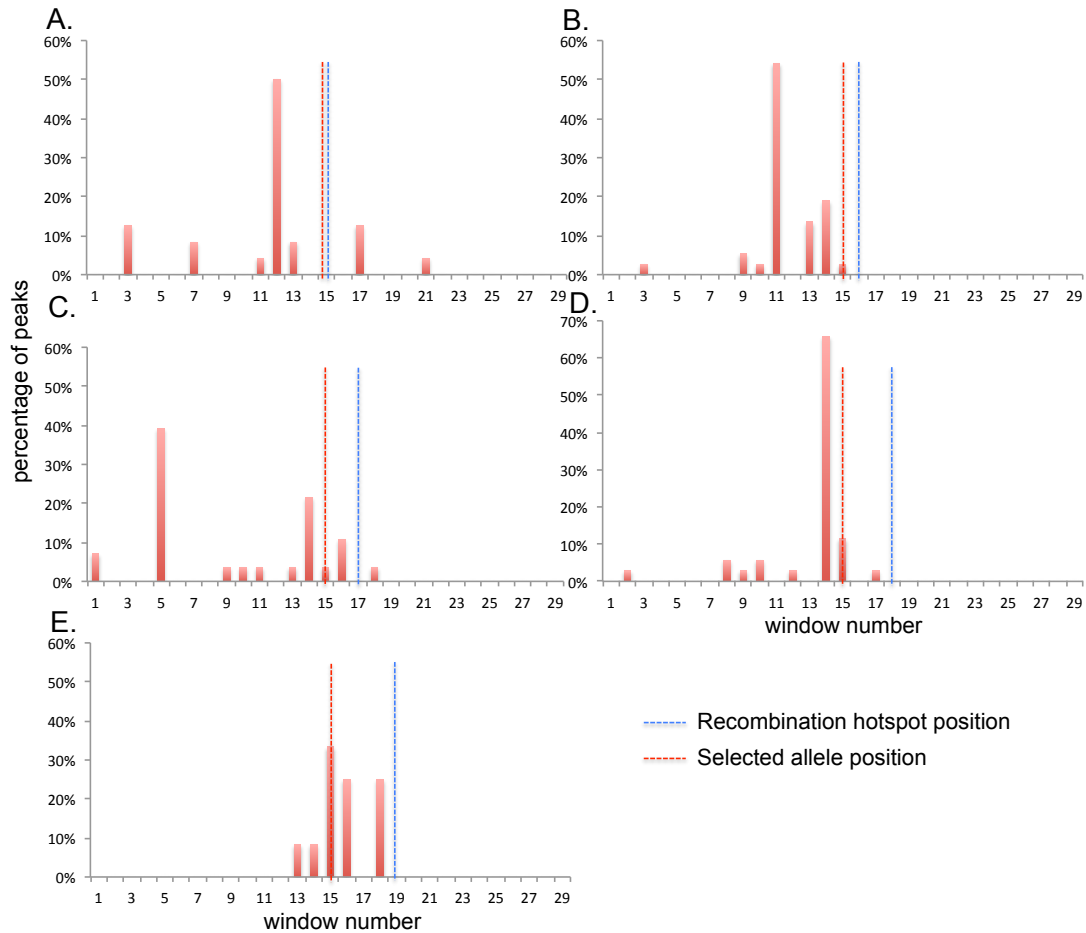 A.
60%
50%
40%
30%
20%
10%
0%
1 3 5 7 9 11 13 15 17 19 21 23 25 27 29
B.
60%
50%
40%
30%
20%
10%
0%
1 3 5 7 9 11 13 15 17 19 21 23 25 27 29
percentage of peaks
C.
60%
50%
40%
30%
20%
10%
0%
1 3 5 7 9 11 13 15 17 19 21 23 25 27 29
D.
70%
60%
50%
40%
30%
20%
10%
0%
1 3 5 7 9 11 13 15 17 19 21 23 25 27 29
window number
E.
60%
50%
40%
30%
20%
10%
0%
1 3 5 7 9 11 13 15 17 19 21 23 25 27 29
window number
Recombination hotspot position
Selected allele position